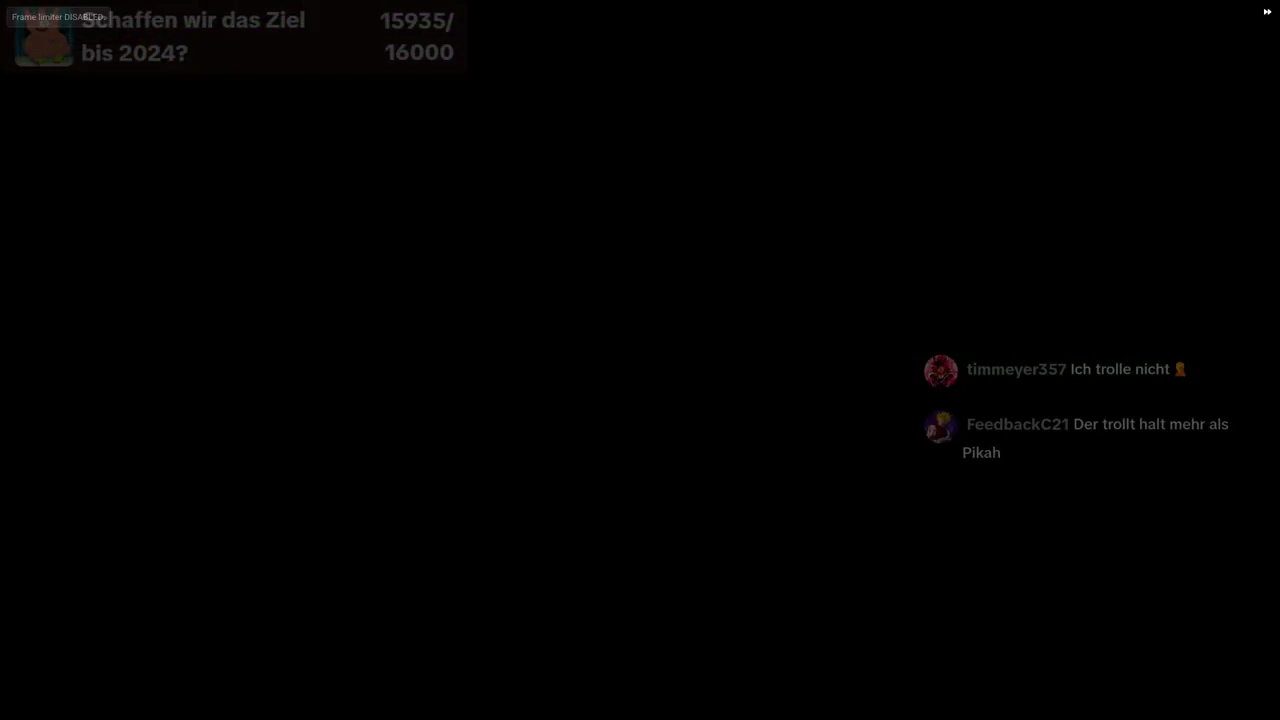 Frame limiter DISABLED.
Schaffen wir das Ziel 15935/
bis 2024? 16000
timmeyer357 Ich trolle nicht
FeedbackC21 Der trollt halt mehr als
Pikah